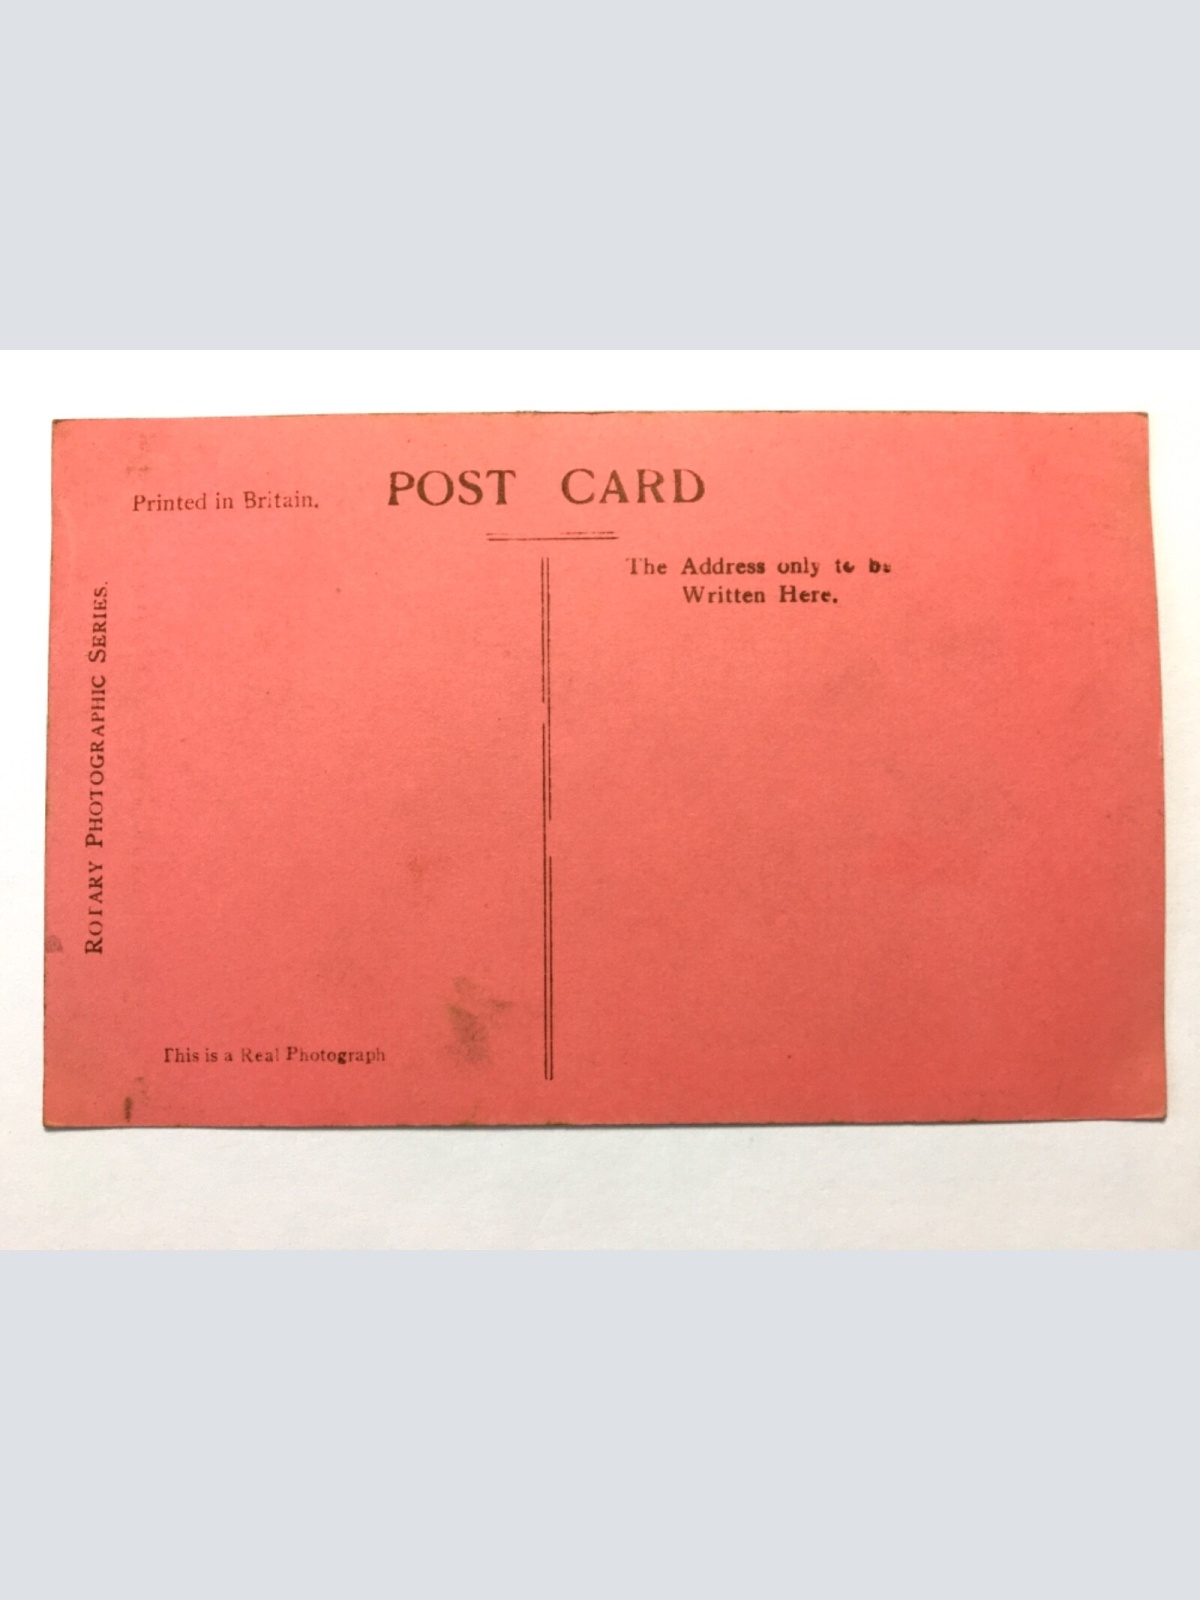 POST CARD
Printed in Britain.
The Address only to be
Written Here.
ROTARY PHOTOGRAPHIC SERIES.
This is a Real Photograph